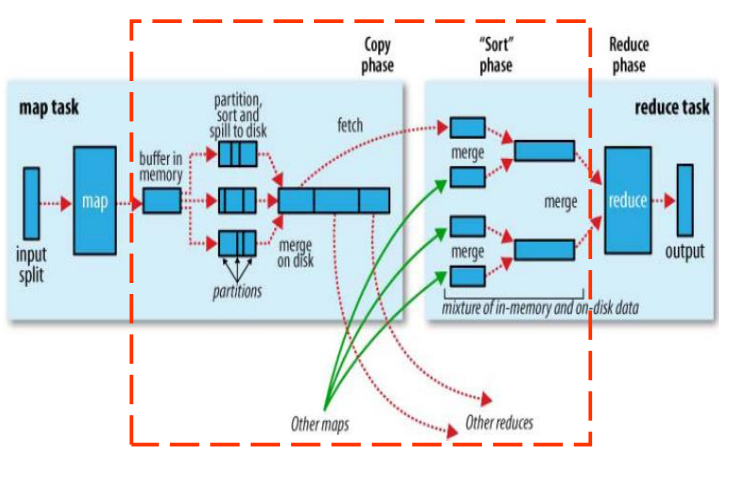 Copy
phase
“Sort”
phase
Reduce
phase
map task
reduce task
partition,
sort and
spill to disk
fetch
buffer in
memory
merge
map
merge
reduce
input
split
merge
on disk
merge
output
partitions
mixture of in-memory and on-disk data
Other maps
Other reduces